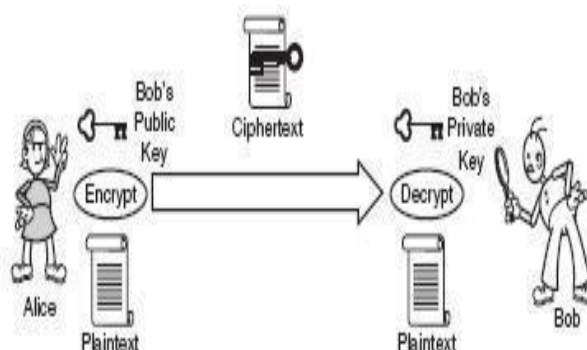 Bob's
Public
Key
Ciphertext
Bob's
Private
Key
Encrypt
Decrypt
Alice
Plaintext
Plaintext
Bob